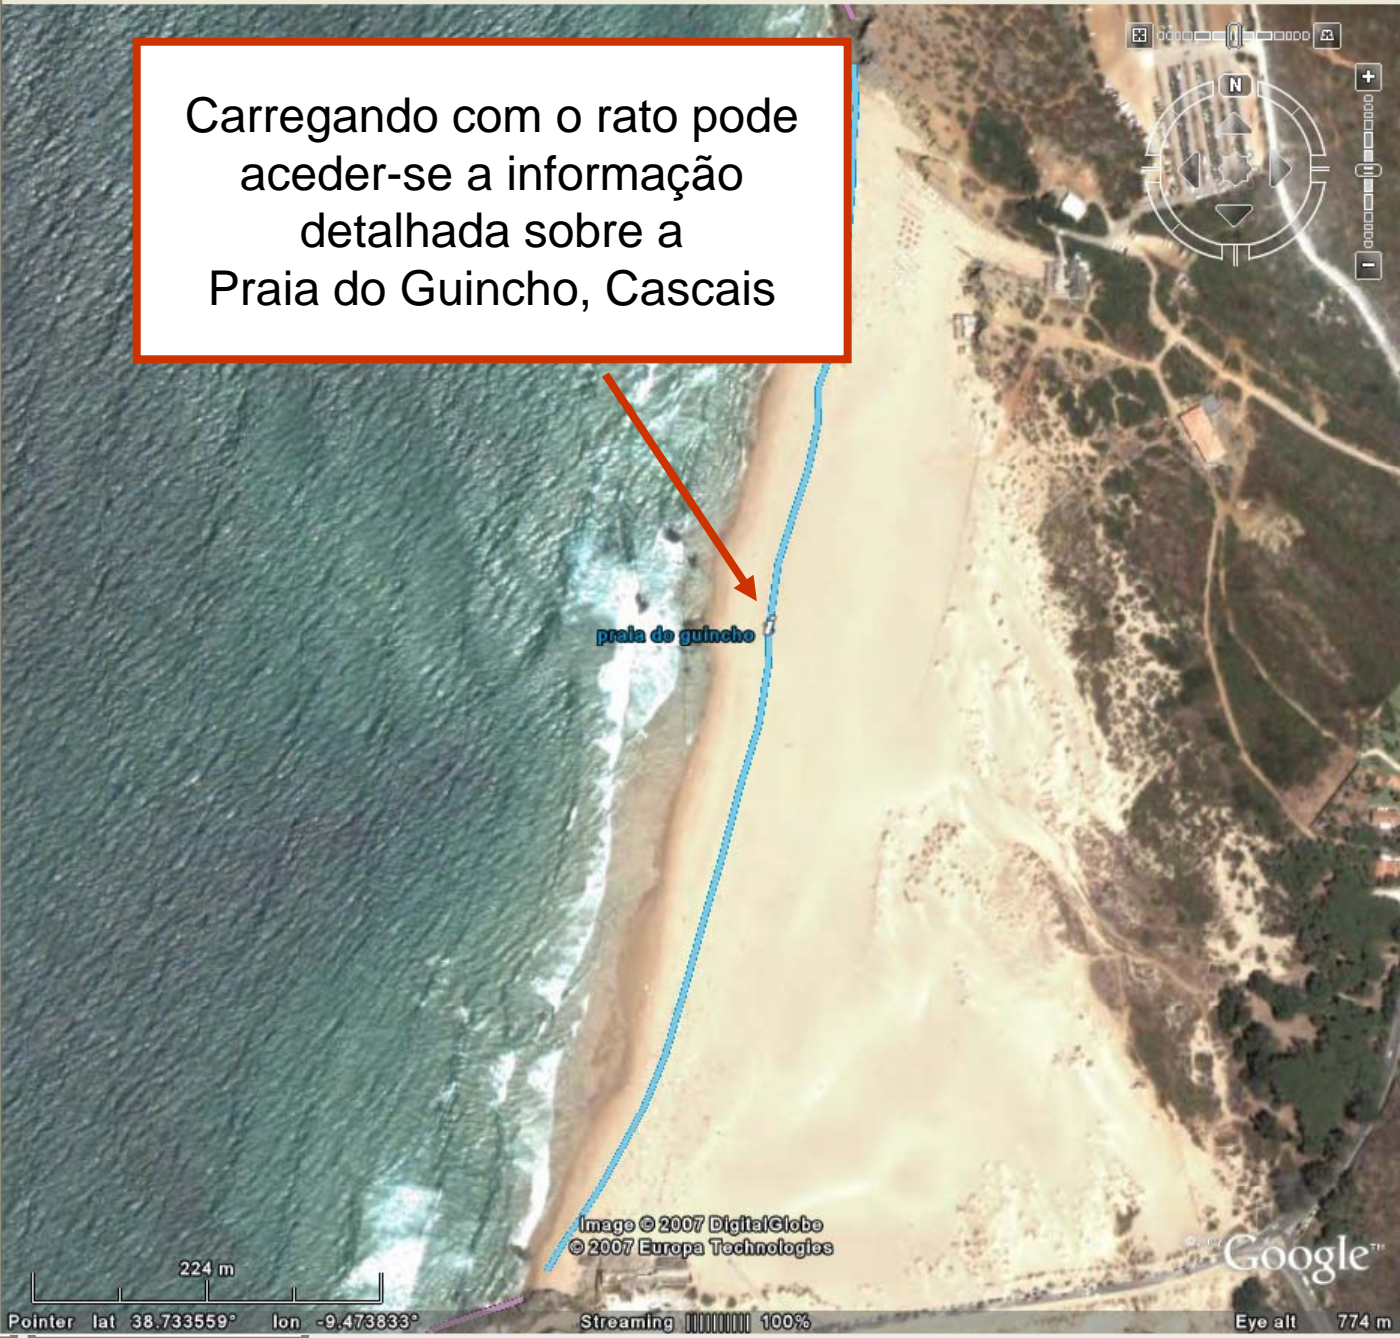 Carregando com o rato pode
aceder-se a informação
detalhada sobre a
Praia do Guincho, Cascais
N
praia do guincho
Image © 2007 DigitalGlobe
© 2007 Europa Technologies
Google™
224 m
Pointer lat 38.733559° lon -9.473833° Streaming 100% Eye alt 774 m